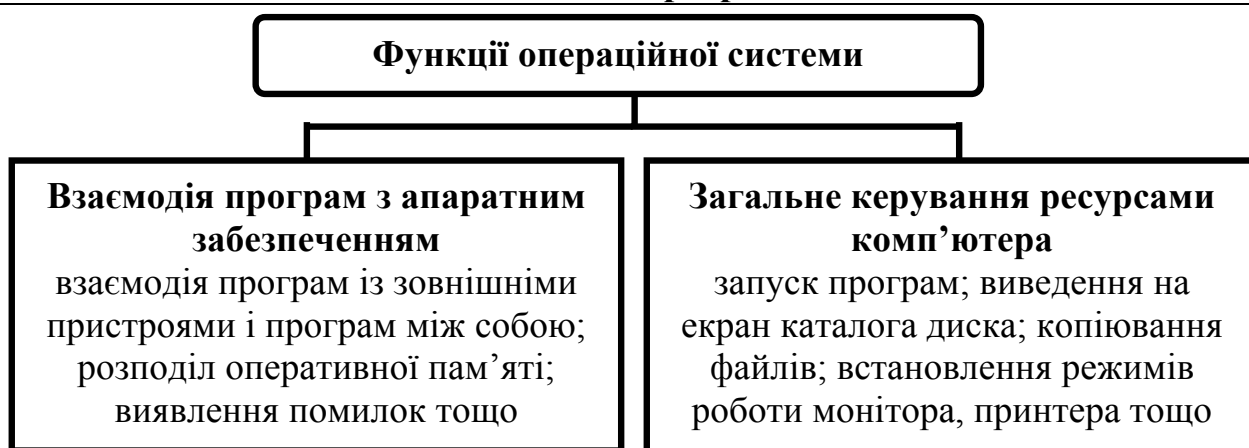 Функції операційної системи
Взаємодія програм з апаратним
забезпеченням
взаємодія програм із зовнішніми
пристроями і програм між собою;
розподіл оперативної пам’яті;
виявлення помилок тощо
Загальне керування ресурсами
комп’ютера
запуск програм; виведення на
екран каталога диска; копіювання
файлів; встановлення режимів
роботи монітора, принтера тощо